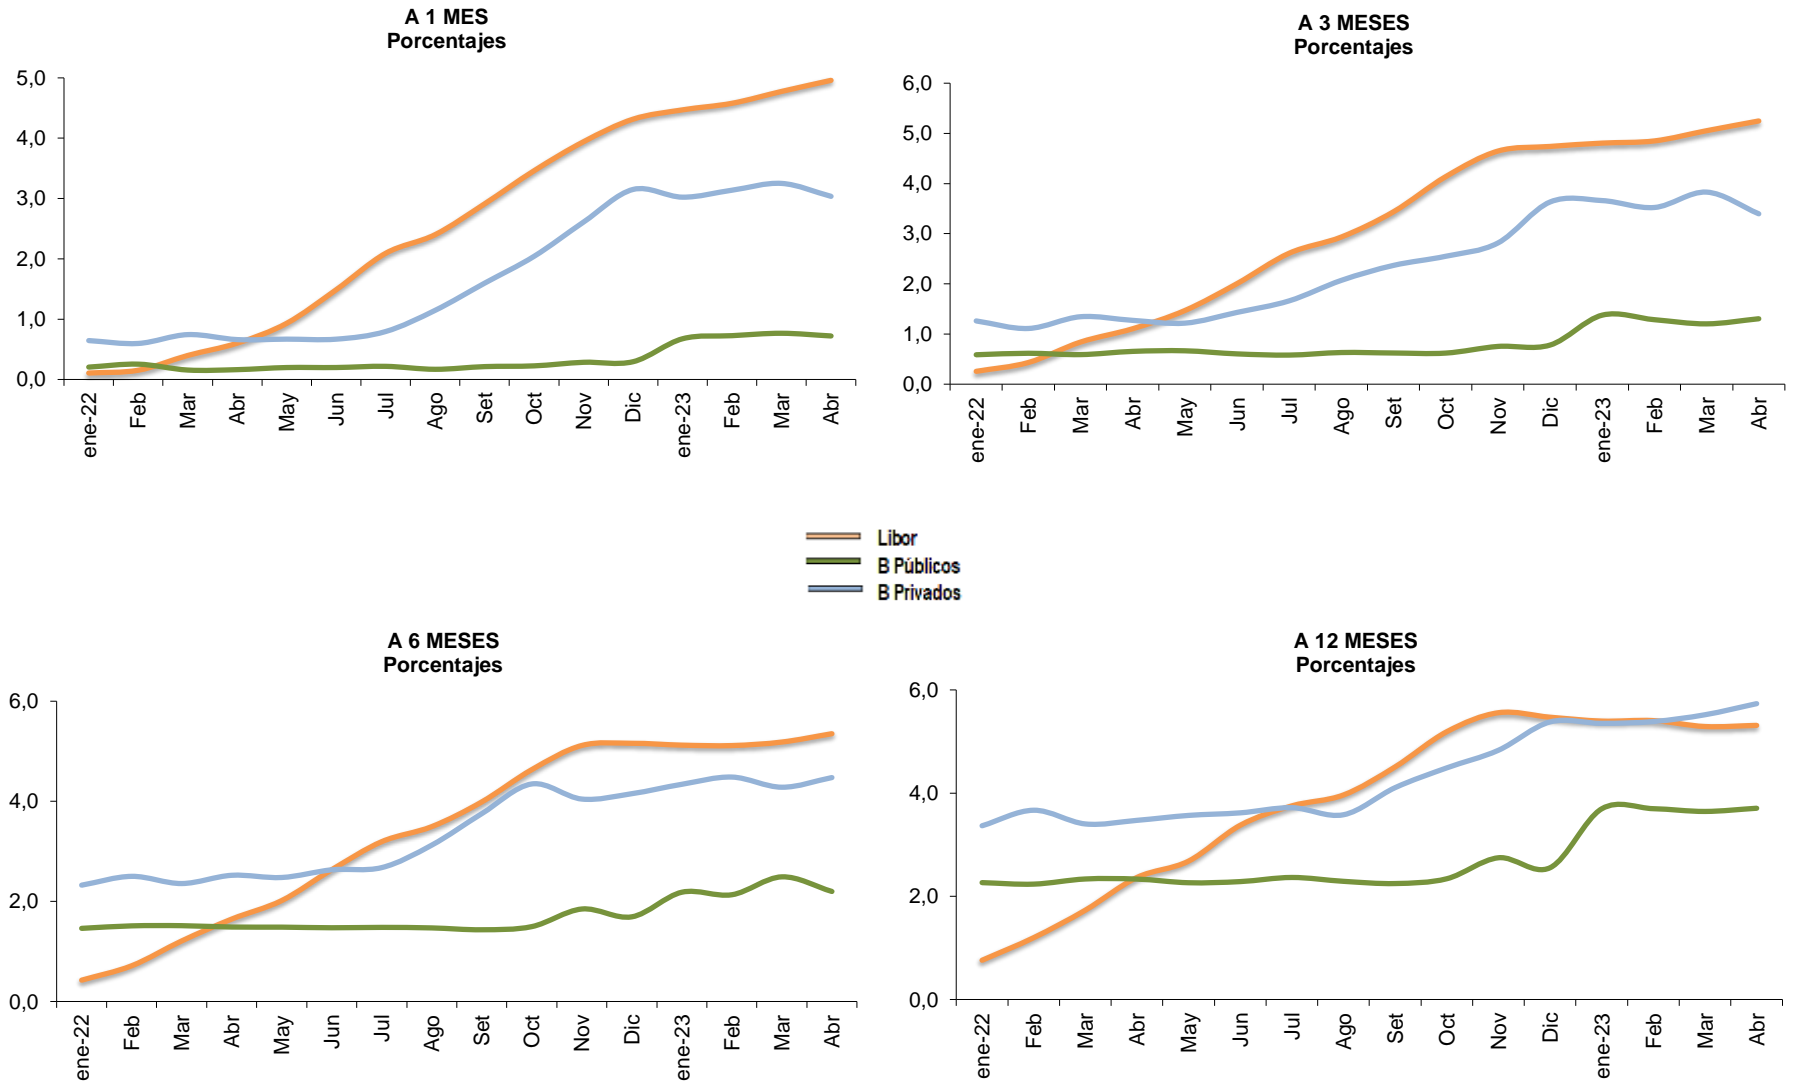 A 1 MES
Porcentajes
5,0
4,0
3,0
2,0
1,0
0,0
ene-22
Feb
Mar
Abr
May
Jun
Jul
Ago
Set
Oct
Nov
Dic
ene-23
Feb
Mar
Abr
A 3 MESES
Porcentajes
6,0
5,0
4,0
3,0
2,0
1,0
0,0
ene-22
Feb
Mar
Abr
May
Jun
Jul
Ago
Set
Oct
Nov
Dic
ene-23
Feb
Mar
Abr
Libor
B Públicos
B Privados
A 6 MESES
Porcentajes
6,0
4,0
2,0
0,0
ene-22
Feb
Mar
Abr
May
Jun
Jul
Ago
Set
Oct
Nov
Dic
ene-23
Feb
Mar
Abr
A 12 MESES
Porcentajes
6,0
4,0
2,0
0,0
ene-22
Feb
Mar
Abr
May
Jun
Jul
Ago
Set
Oct
Nov
Dic
ene-23
Feb
Mar
Abr